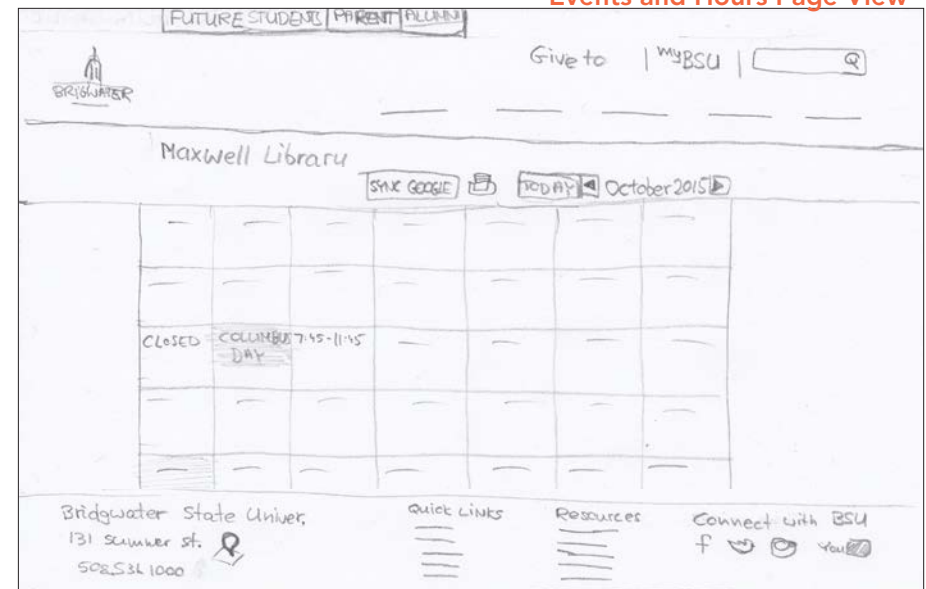 Events and Hours Page View
FUTURE STUDENTS PARENT ALUMNI
Give to | MYBSU |
BRIGWATER
Maxwell Library
SYNC GOOGLE TODAY October 2015
CLOSED COLUMBUS DAY 7:45-11:45
Bridgwater State Univer.
131 summer st.
508.531 1000
Quick Links
Resources
Connect with BSU
f You